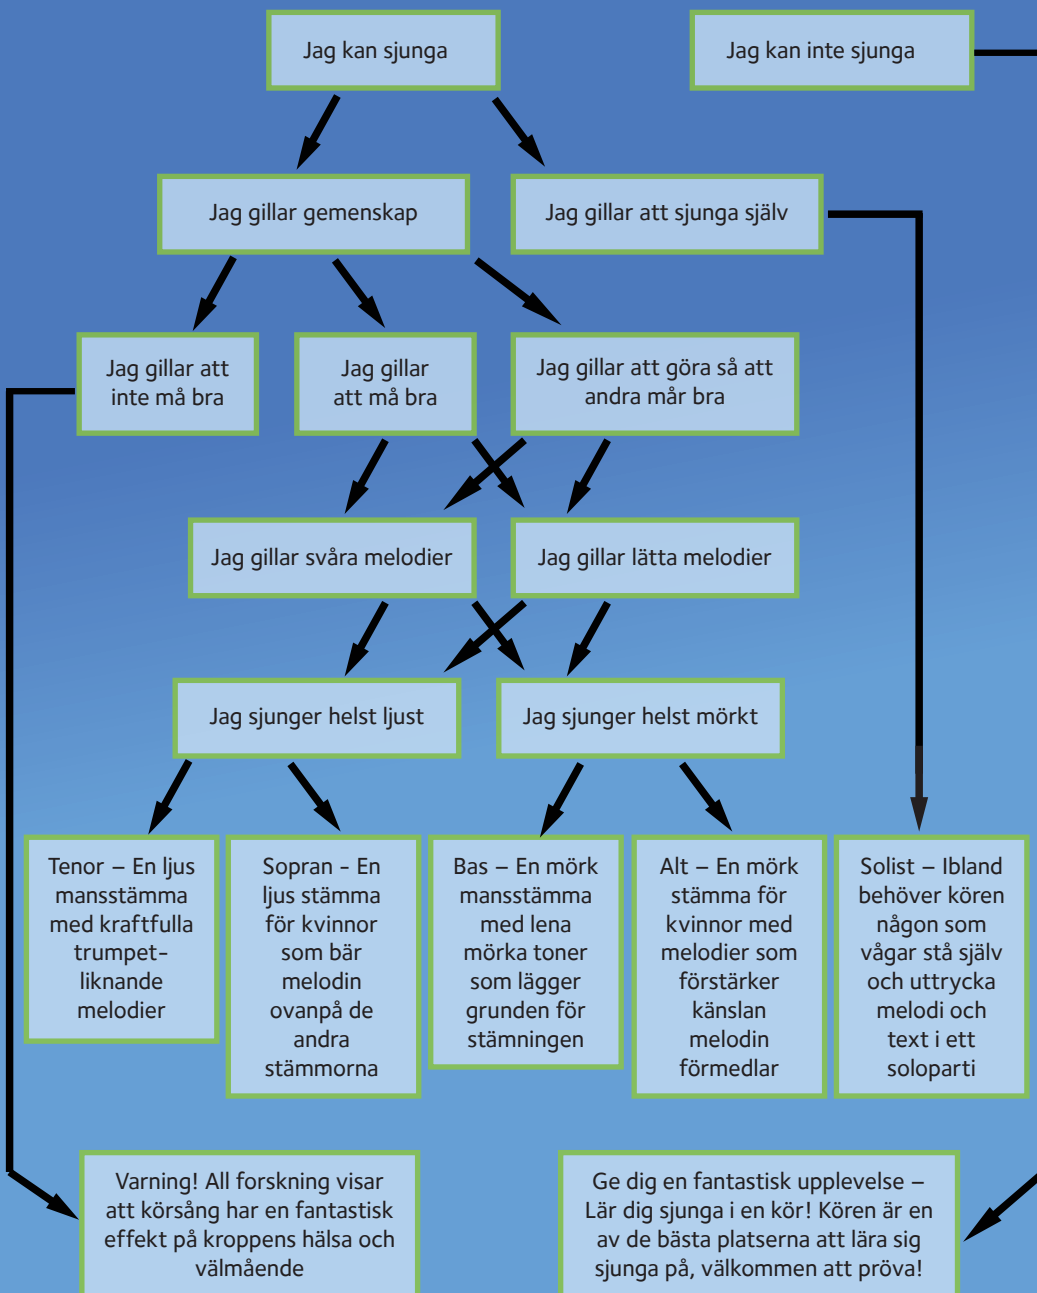 Jag kan sjunga
Jag kan inte sjunga
Jag gillar gemenskap
Jag gillar att sjunga själv
Jag gillar att
inte må bra
Jag gillar
att må bra
Jag gillar att göra så att
andra mår bra
Jag gillar svåra melodier
Jag gillar lätta melodier
Jag sjunger helst ljust
Jag sjunger helst mörkt
Tenor – En ljus
mansstämma
med kraftfulla
trumpet-
liknande
melodier
Sopran - En
ljus stämma
för kvinnor
som bär
melodin
ovanpå de
andra
stämmorna
Bas – En mörk
mansstämma
med lena
mörka toner
som lägger
grunden för
stämningen
Alt – En mörk
stämma för
kvinnor med
melodier som
förstärker
känslan
melodin
förmedlar
Solist – Ibland
behöver kören
någon som
vågar stå själv
och uttrycka
melodi och
text i ett
soloparti
Varning! All forskning visar
att körsång har en fantastisk
effekt på kroppens hälsa och
välmående
Ge dig en fantastisk upplevelse –
Lär dig sjunga i en kör! Kören är en
av de bästa platserna att lära sig
sjunga på, välkommen att pröva!